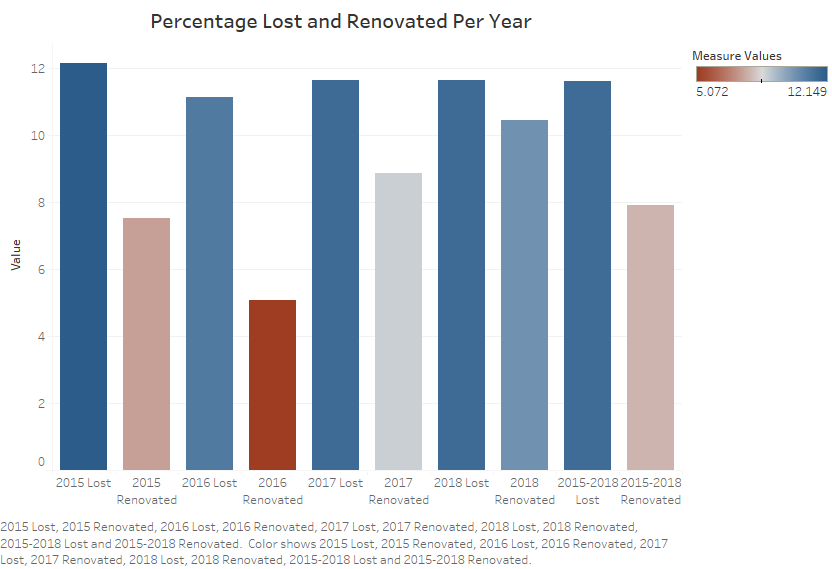 Percentage Lost and Renovated Per Year
Measure Values
5.072 12.149
12
10
8
6
4
2
0
Value
2015 Lost
2015
Renovated
2016 Lost
2016
Renovated
2017 Lost
2017
Renovated
2018 Lost
2018
Renovated
2015-2018
Lost
2015-2018
Renovated
2015 Lost, 2015 Renovated, 2016 Lost, 2016 Renovated, 2017 Lost, 2017 Renovated, 2018 Lost, 2018 Renovated,
2015-2018 Lost and 2015-2018 Renovated. Color shows 2015 Lost, 2015 Renovated, 2016 Lost, 2016 Renovated, 2017
Lost, 2017 Renovated, 2018 Lost, 2018 Renovated, 2015-2018 Lost and 2015-2018 Renovated.